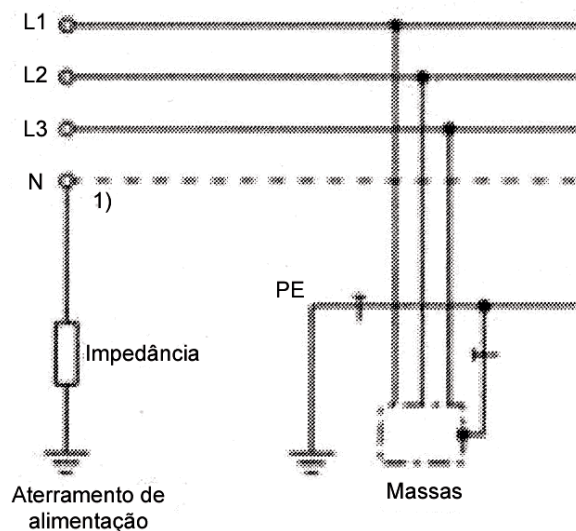 L1
L2
L3
N
1)
PE
Impedância
Massas
Aterramento de
alimentação